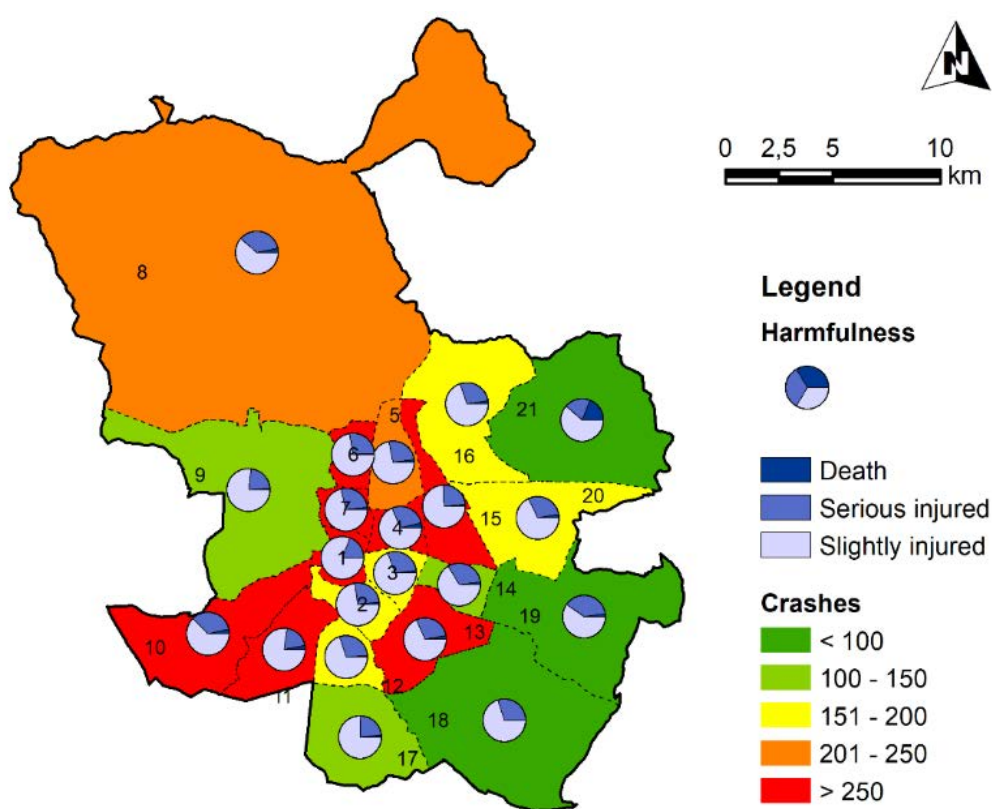 N
0 2,5 5 10
km
8
Legend
Harmfulness
5
21
6
9
16
Death
20
7
15
Serious injured
4
Slightly injured
1
3
14
2
19
Crashes
10
13
< 100
11
12
100 - 150
18
151 - 200
17
201 - 250
> 250